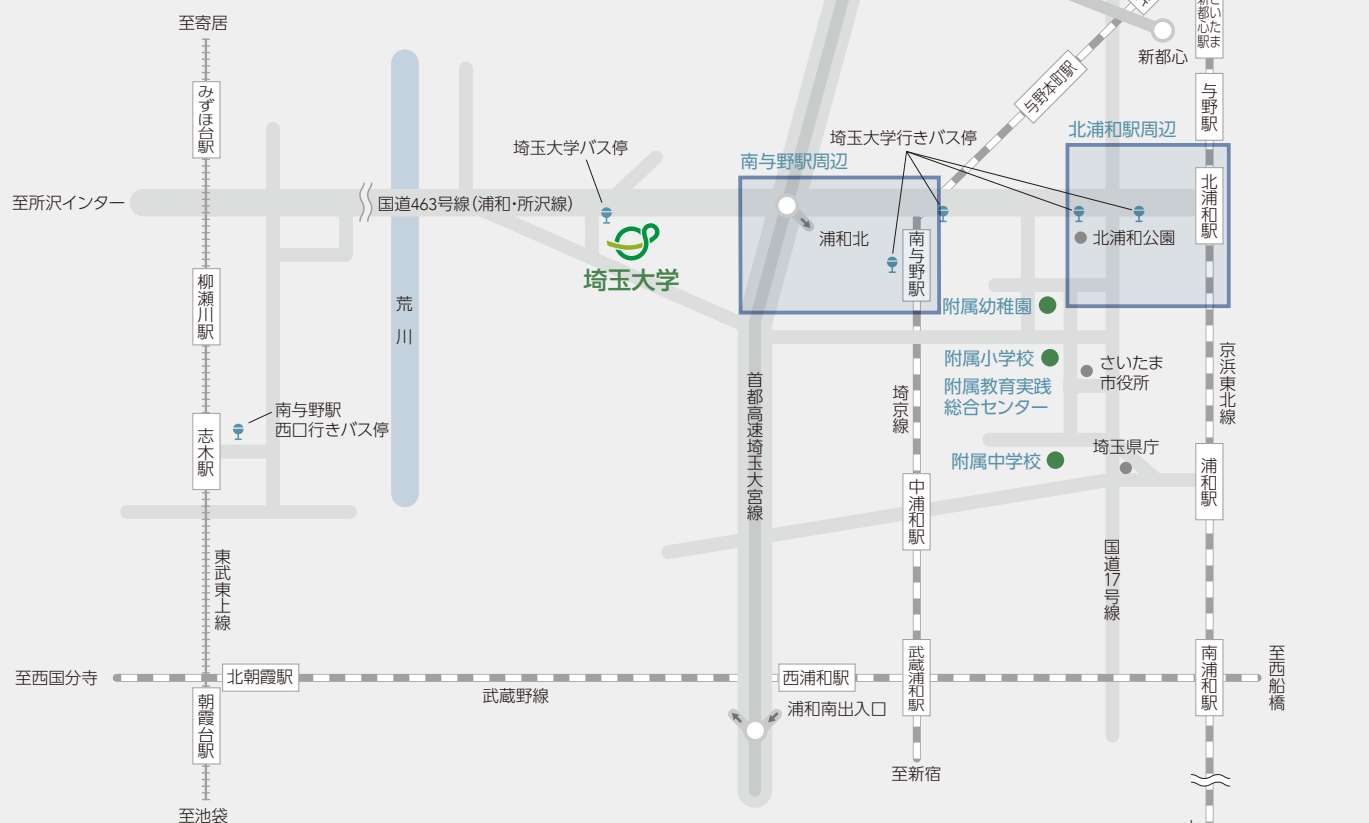 至寄居
みずほ台駅
至所沢インター
柳瀬川駅
南与野駅
西口行きバス停
志木駅
東武東上線
至西国分寺
北朝霞駅
朝霞台駅
至池袋
武蔵野線
荒川
国道463号線（浦和・所沢線）
埼玉大学バス停
埼玉大学
南与野駅周辺
浦和北
埼玉大学行きバス停
南与野駅
与野本町駅
新都心
さいたま
新都心駅
与野駅
北浦和駅周辺
北浦和駅
北浦和公園
附属幼稚園
附属小学校
附属教育実践
総合センター
附属中学校
さいたま
市役所
埼玉県庁
京浜東北線
浦和駅
埼京線
中浦和駅
首都高速埼玉大宮線
国道17号線
西浦和駅
武蔵浦和駅
南浦和駅
至西船橋
浦和南出入口
至新宿